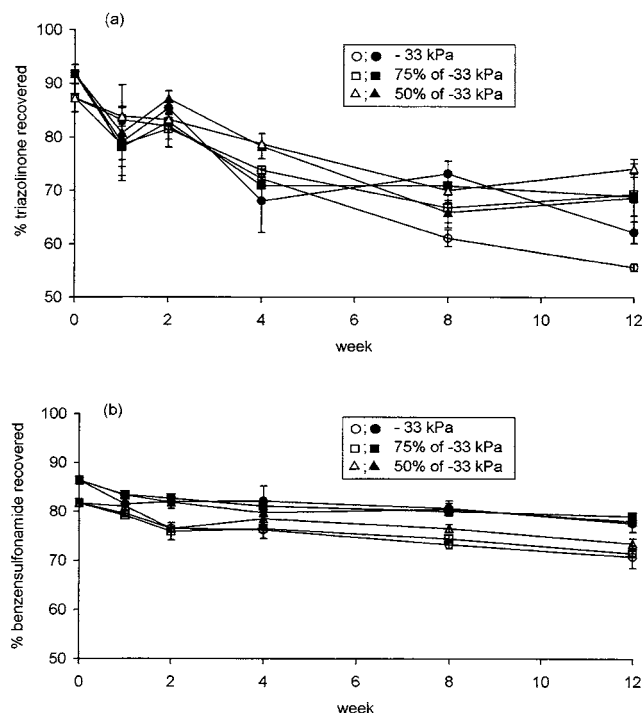 (a)
100
90
80
70
60
50
% triazolinone recovered
○;● - 33 kPa
□;■ 75% of -33 kPa
△;▲ 50% of -33 kPa
0 2 4 6 8 10 12
week
(b)
100
90
80
70
60
50
% benzensulfonamide recovered
○;● - 33 kPa
□;■ 75% of -33 kPa
△;▲ 50% of -33 kPa
0 2 4 6 8 10 12
week